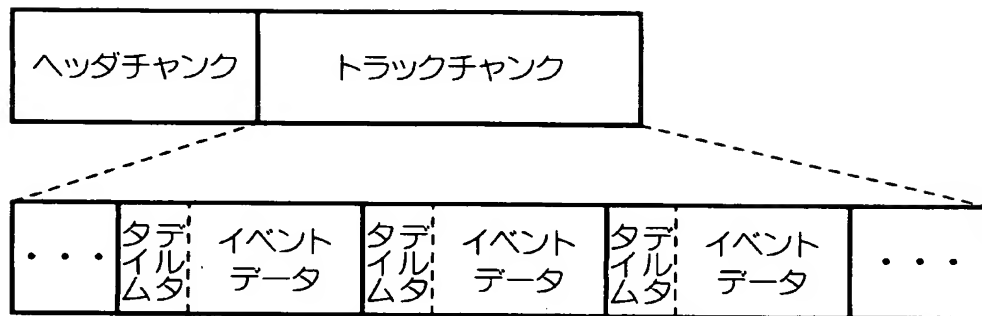 ヘッダチャンク
トラックチャンク
・・・
デルタ
タイム
イベント
データ
デルタ
タイム
イベント
データ
デルタ
タイム
イベント
データ
・・・